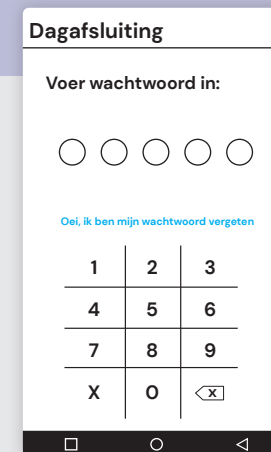 Dagafsluiting
Voer wachtwoord in:
Oei, ik ben mijn wachtwoord vergeten
1 2 3
4 5 6
7 8 9
X 0 x